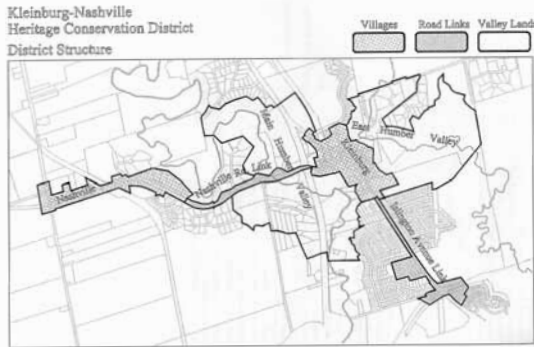 Kleinburg-Nashville
Heritage Conservation District
District Structure
Villages
Road Links
Valley Lands
Nashville
Nashville Rd. Link
Main Humber Valley
Kleinburg
East Humber Valley
Islington Avenue Link